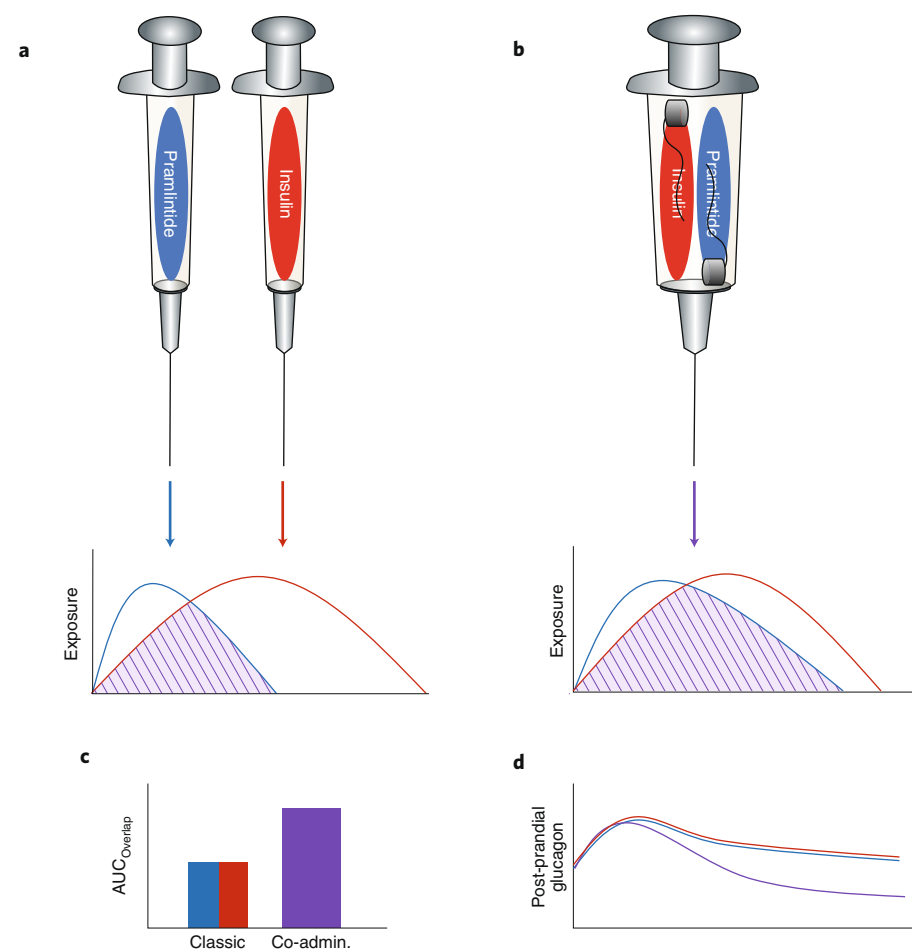 a
b
Pramlintide
Insulin
Insulin
Pramlintide
Exposure
Exposure
c
d
AUCOverlap
Classic
Co-admin.
Post-prandial
glucagon